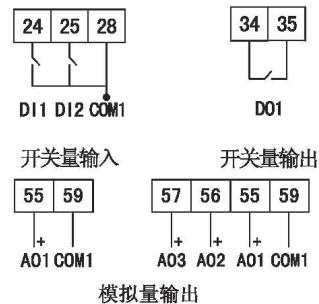 24 25 28 34 35
DI1 DI2 COM1 DO1
开关量输入 开关量输出
55 59 57 56 55 59
+ + + +
AO1 COM1 AO3 AO2 AO1 COM1
模拟量输出